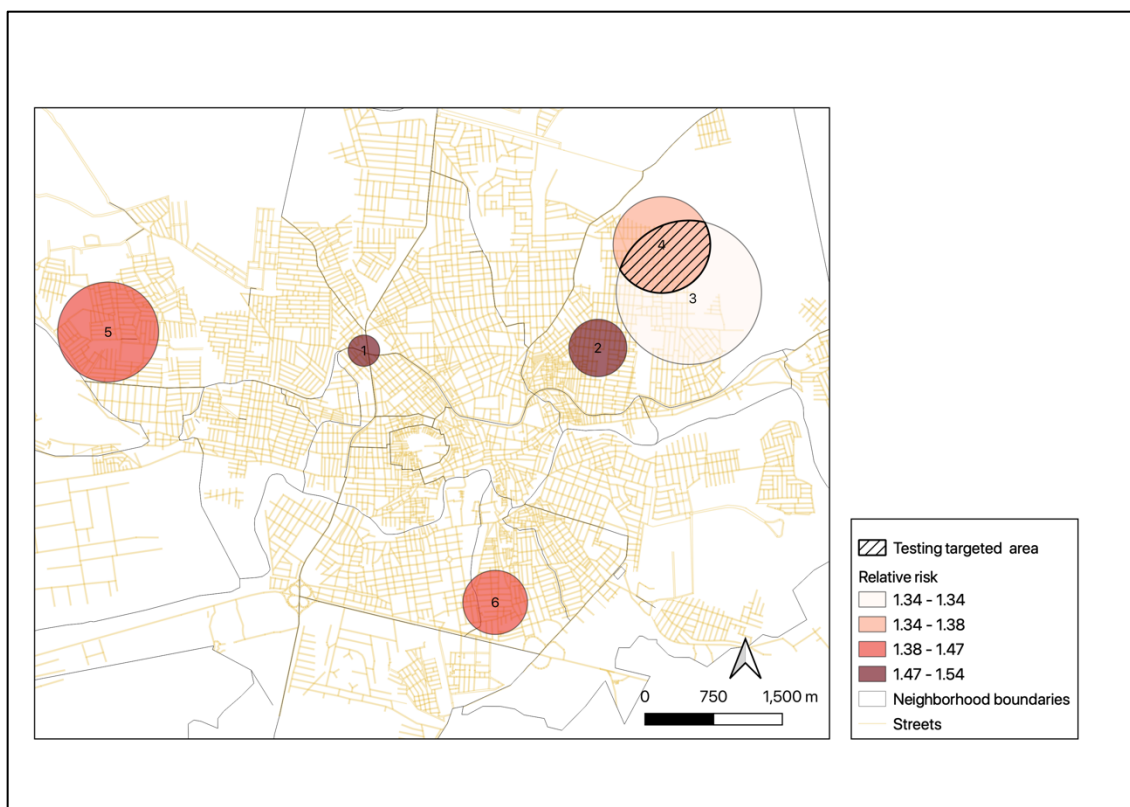 4
3
5
1
2
6
0 750 1,500 m
Testing targeted area
Relative risk
1.34 - 1.34
1.34 - 1.38
1.38 - 1.47
1.47 - 1.54
Neighborhood boundaries
Streets